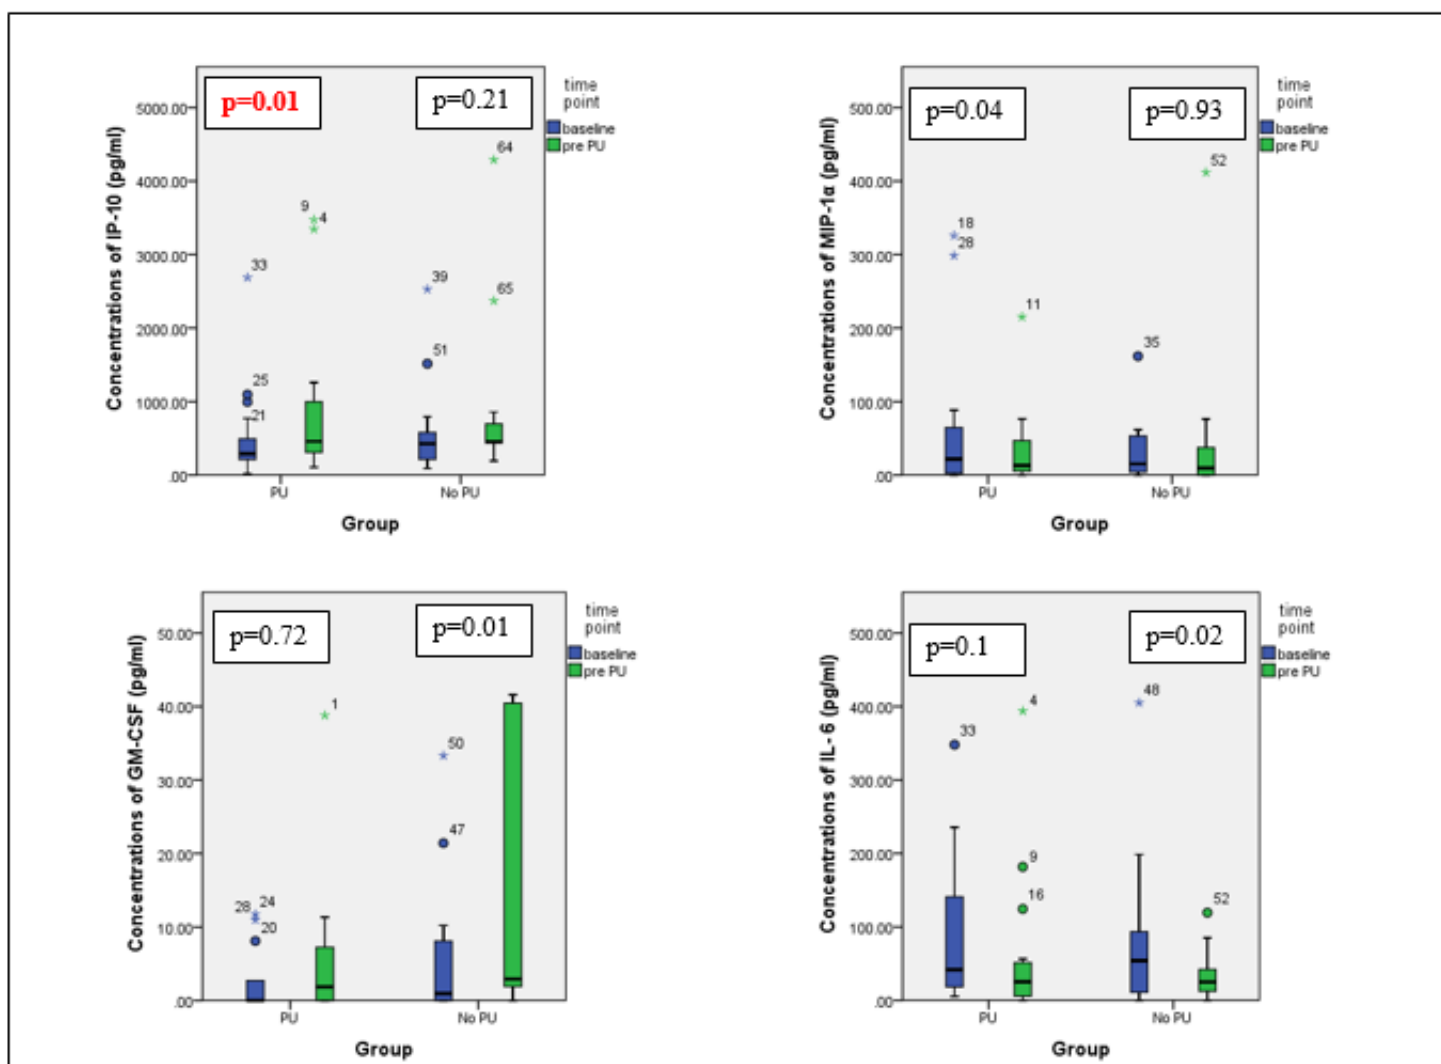 p=0.01
p=0.21
time
point
baseline
pre PU
Concentrations of IP-10 (pg/ml)
5000.00
4000.00
3000.00
2000.00
1000.00
.00
33
25
21
9
4
39
51
64
65
PU
No PU
Group
p=0.04
p=0.93
time
point
baseline
pre PU
Concentrations of MIP-1α (pg/ml)
500.00
400.00
300.00
200.00
100.00
.00
18
28
11
35
52
PU
No PU
Group
p=0.72
p=0.01
time
point
baseline
pre PU
Concentrations of GM-CSF (pg/ml)
50.00
40.00
30.00
20.00
10.00
.00
28
24
20
1
50
47
PU
No PU
Group
p=0.1
p=0.02
time
point
baseline
pre PU
Concentrations of IL-6 (pg/ml)
500.00
400.00
300.00
200.00
100.00
.00
33
4
9
16
48
52
PU
No PU
Group